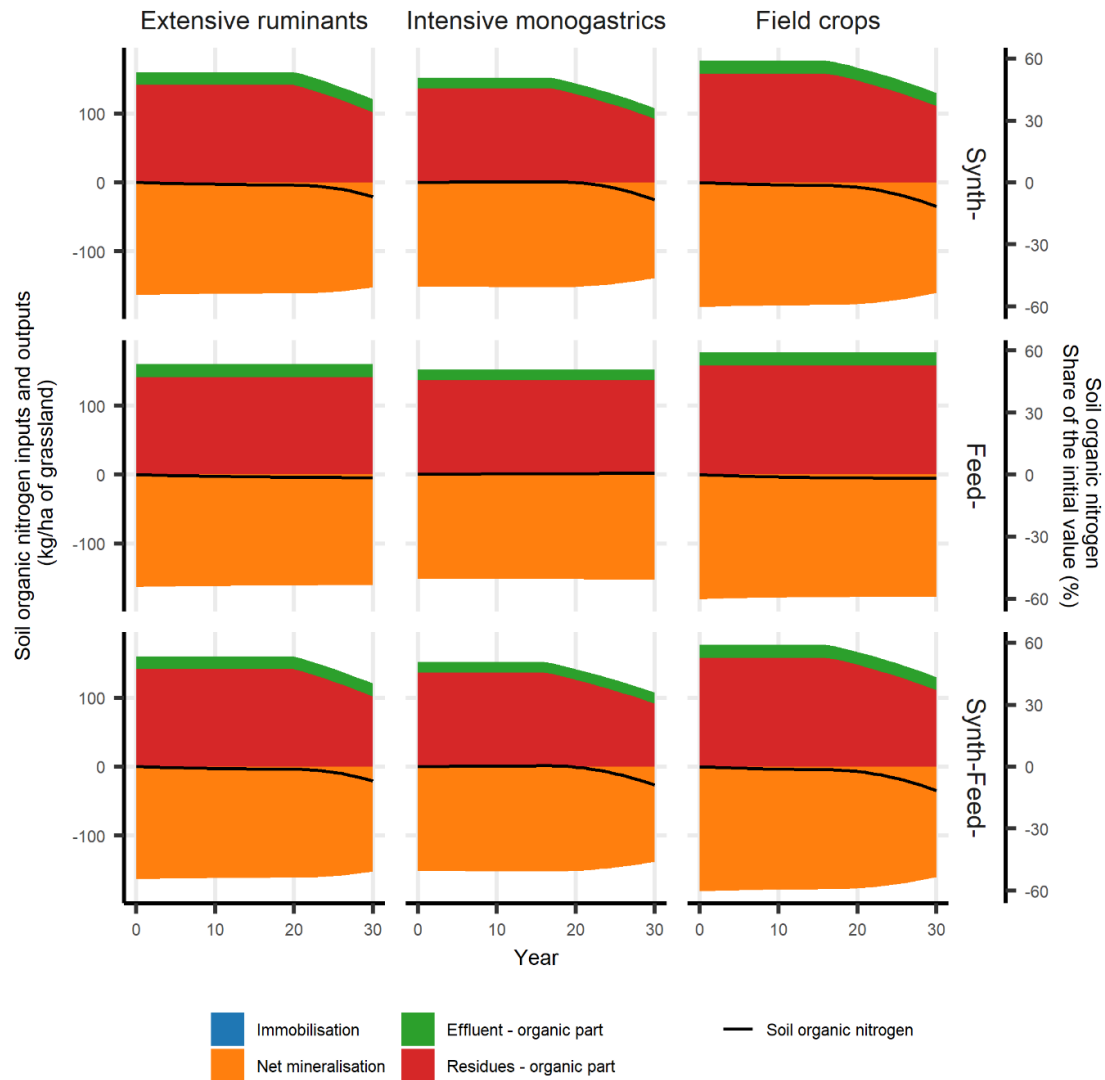 Extensive ruminants
Intensive monogastrics
Field crops
Soil organic nitrogen inputs and outputs
(kg/ha of grassland)
100
0
-100
60
30
0
-30
-60
Synth-
100
0
-100
60
30
0
-30
-60
Feed-
Soil organic nitrogen
Share of the initial value (%)
100
0
-100
60
30
0
-30
-60
Synth-Feed-
0 10 20 30
0 10 20 30
0 10 20 30
Year
Immobilisation
Effluent - organic part
Soil organic nitrogen
Net mineralisation
Residues - organic part